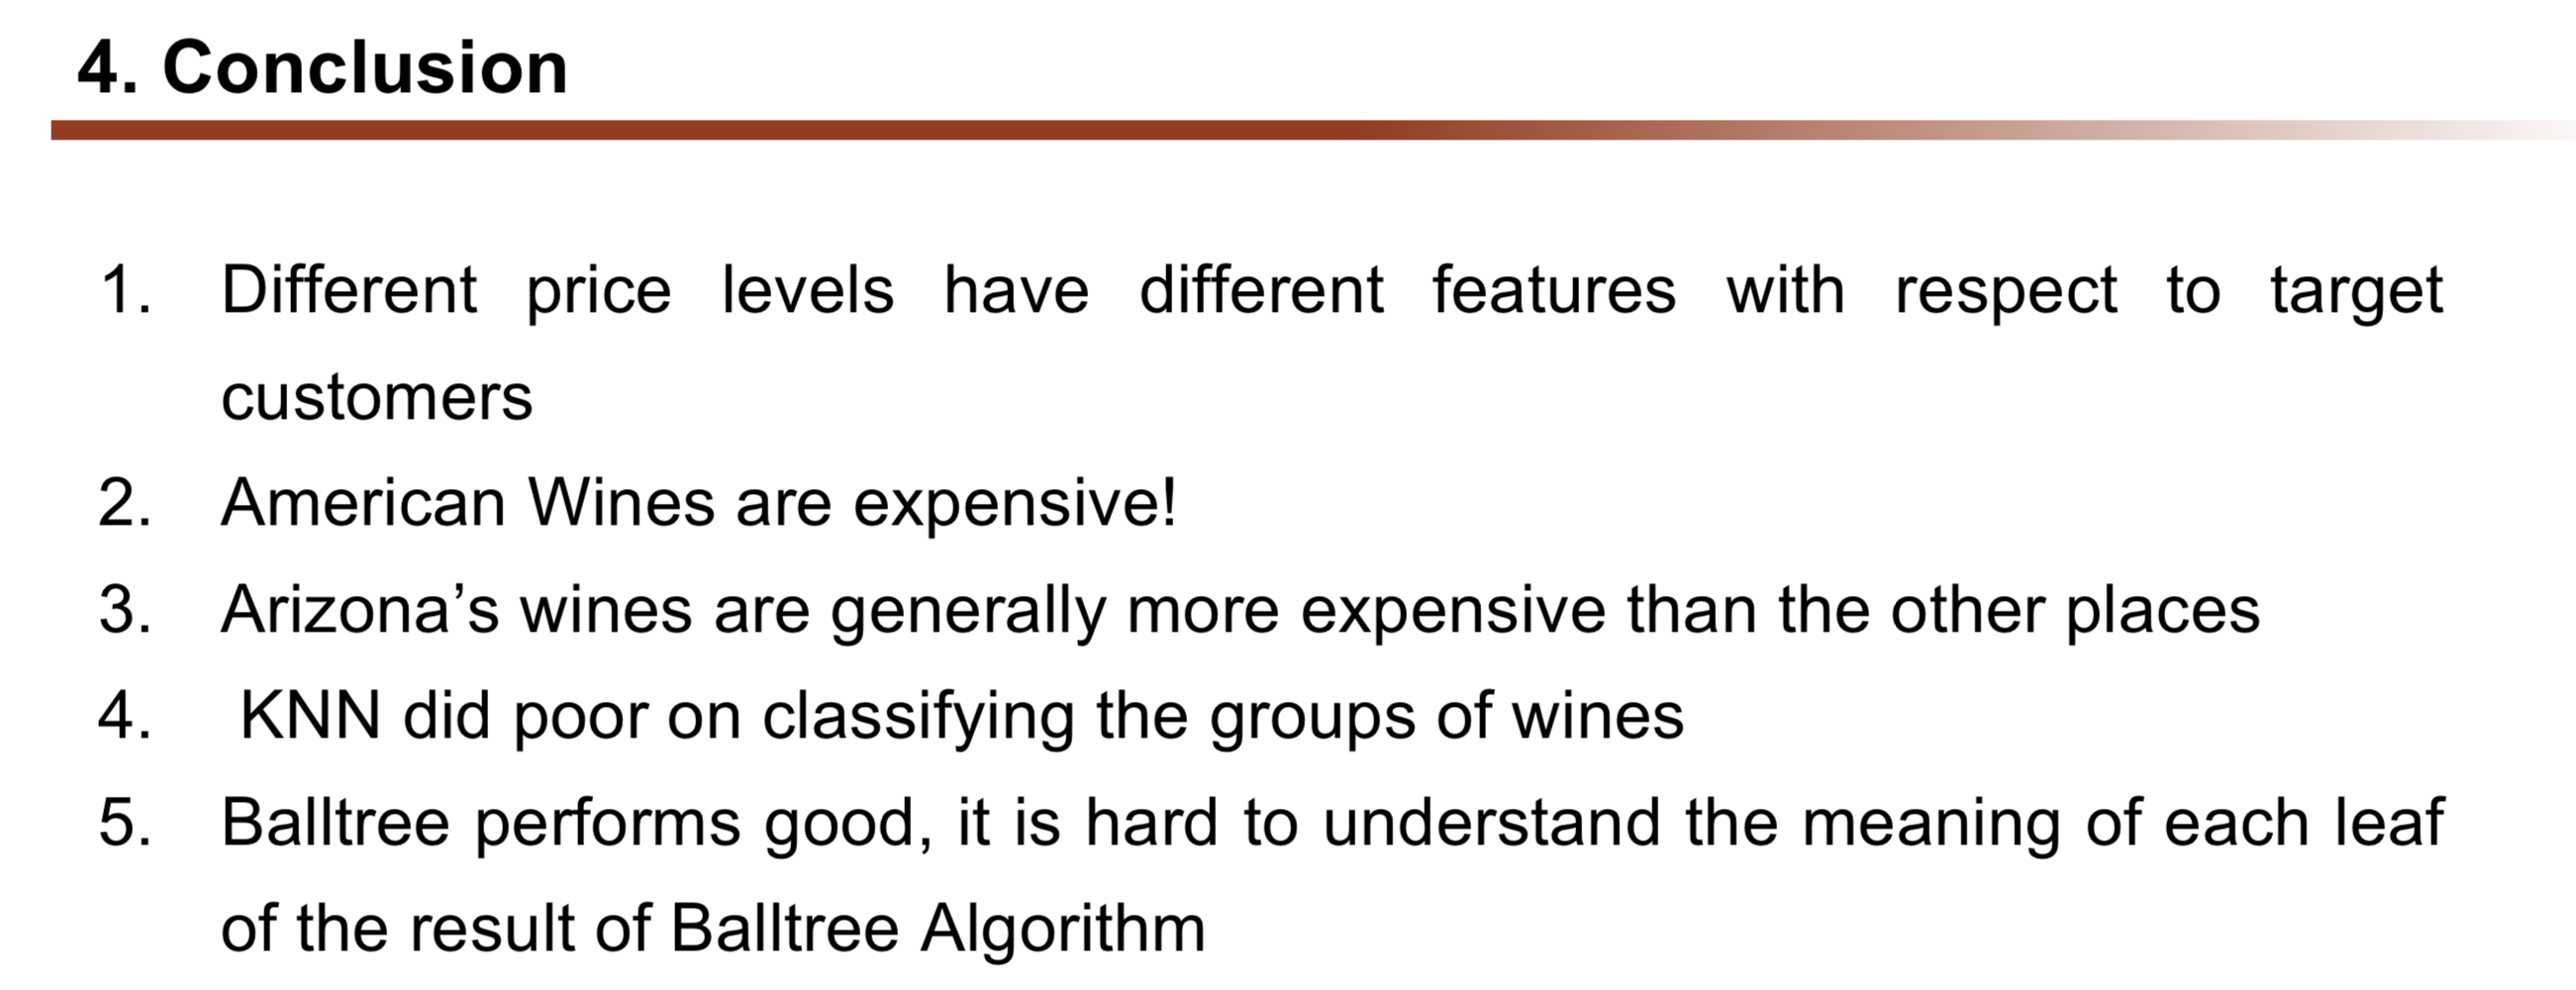 4. Conclusion
1. Different price levels have different features with respect to target
customers
2. American Wines are expensive!
3. Arizona’s wines are generally more expensive than the other places
4. KNN did poor on classifying the groups of wines
5. Balltree performs good, it is hard to understand the meaning of each leaf
of the result of Balltree Algorithm